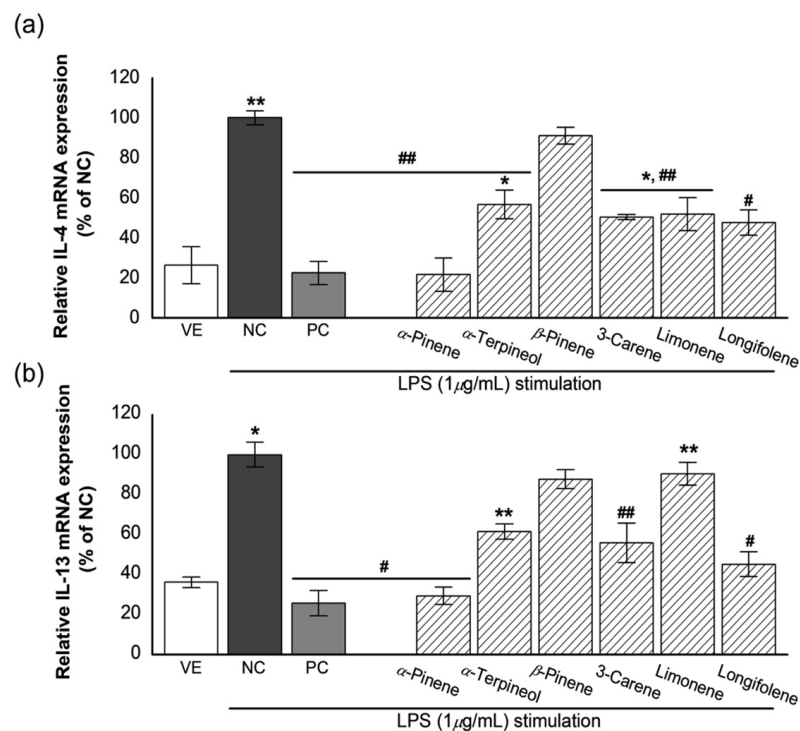 (a)
Relative IL-4 mRNA expression
(% of NC)
120
100
80
60
40
20
0
**
##
*
*, ##
#
VE NC PC α-Pinene α-Terpineol β-Pinene 3-Carene Limonene Longifolene
LPS (1µg/mL) stimulation
(b)
Relative IL-13 mRNA expression
(% of NC)
120
100
80
60
40
20
0
*
#
**
##
**
#
VE NC PC α-Pinene α-Terpineol β-Pinene 3-Carene Limonene Longifolene
LPS (1µg/mL) stimulation